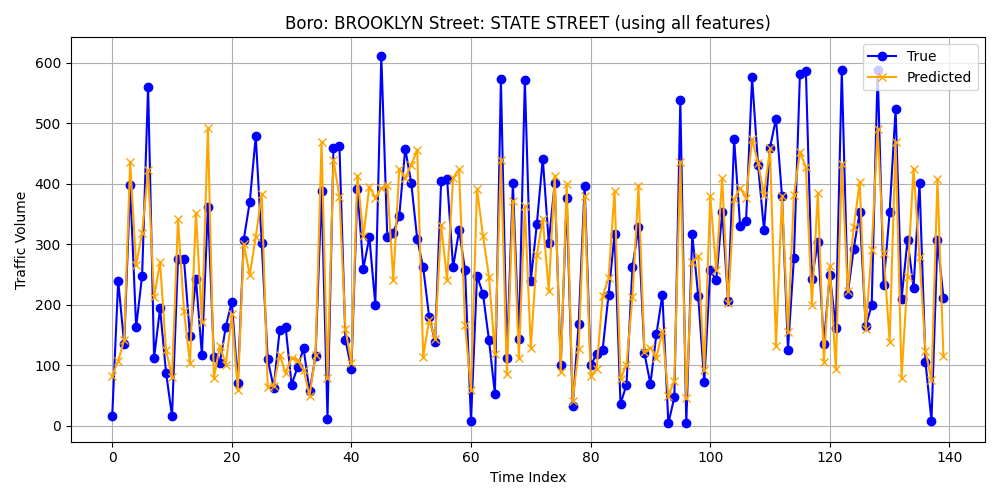 Boro: BROOKLYN Street: STATE STREET (using all features)
True
Predicted
Traffic Volume
600
500
400
300
200
100
0
0 20 40 60 80 100 120 140
Time Index